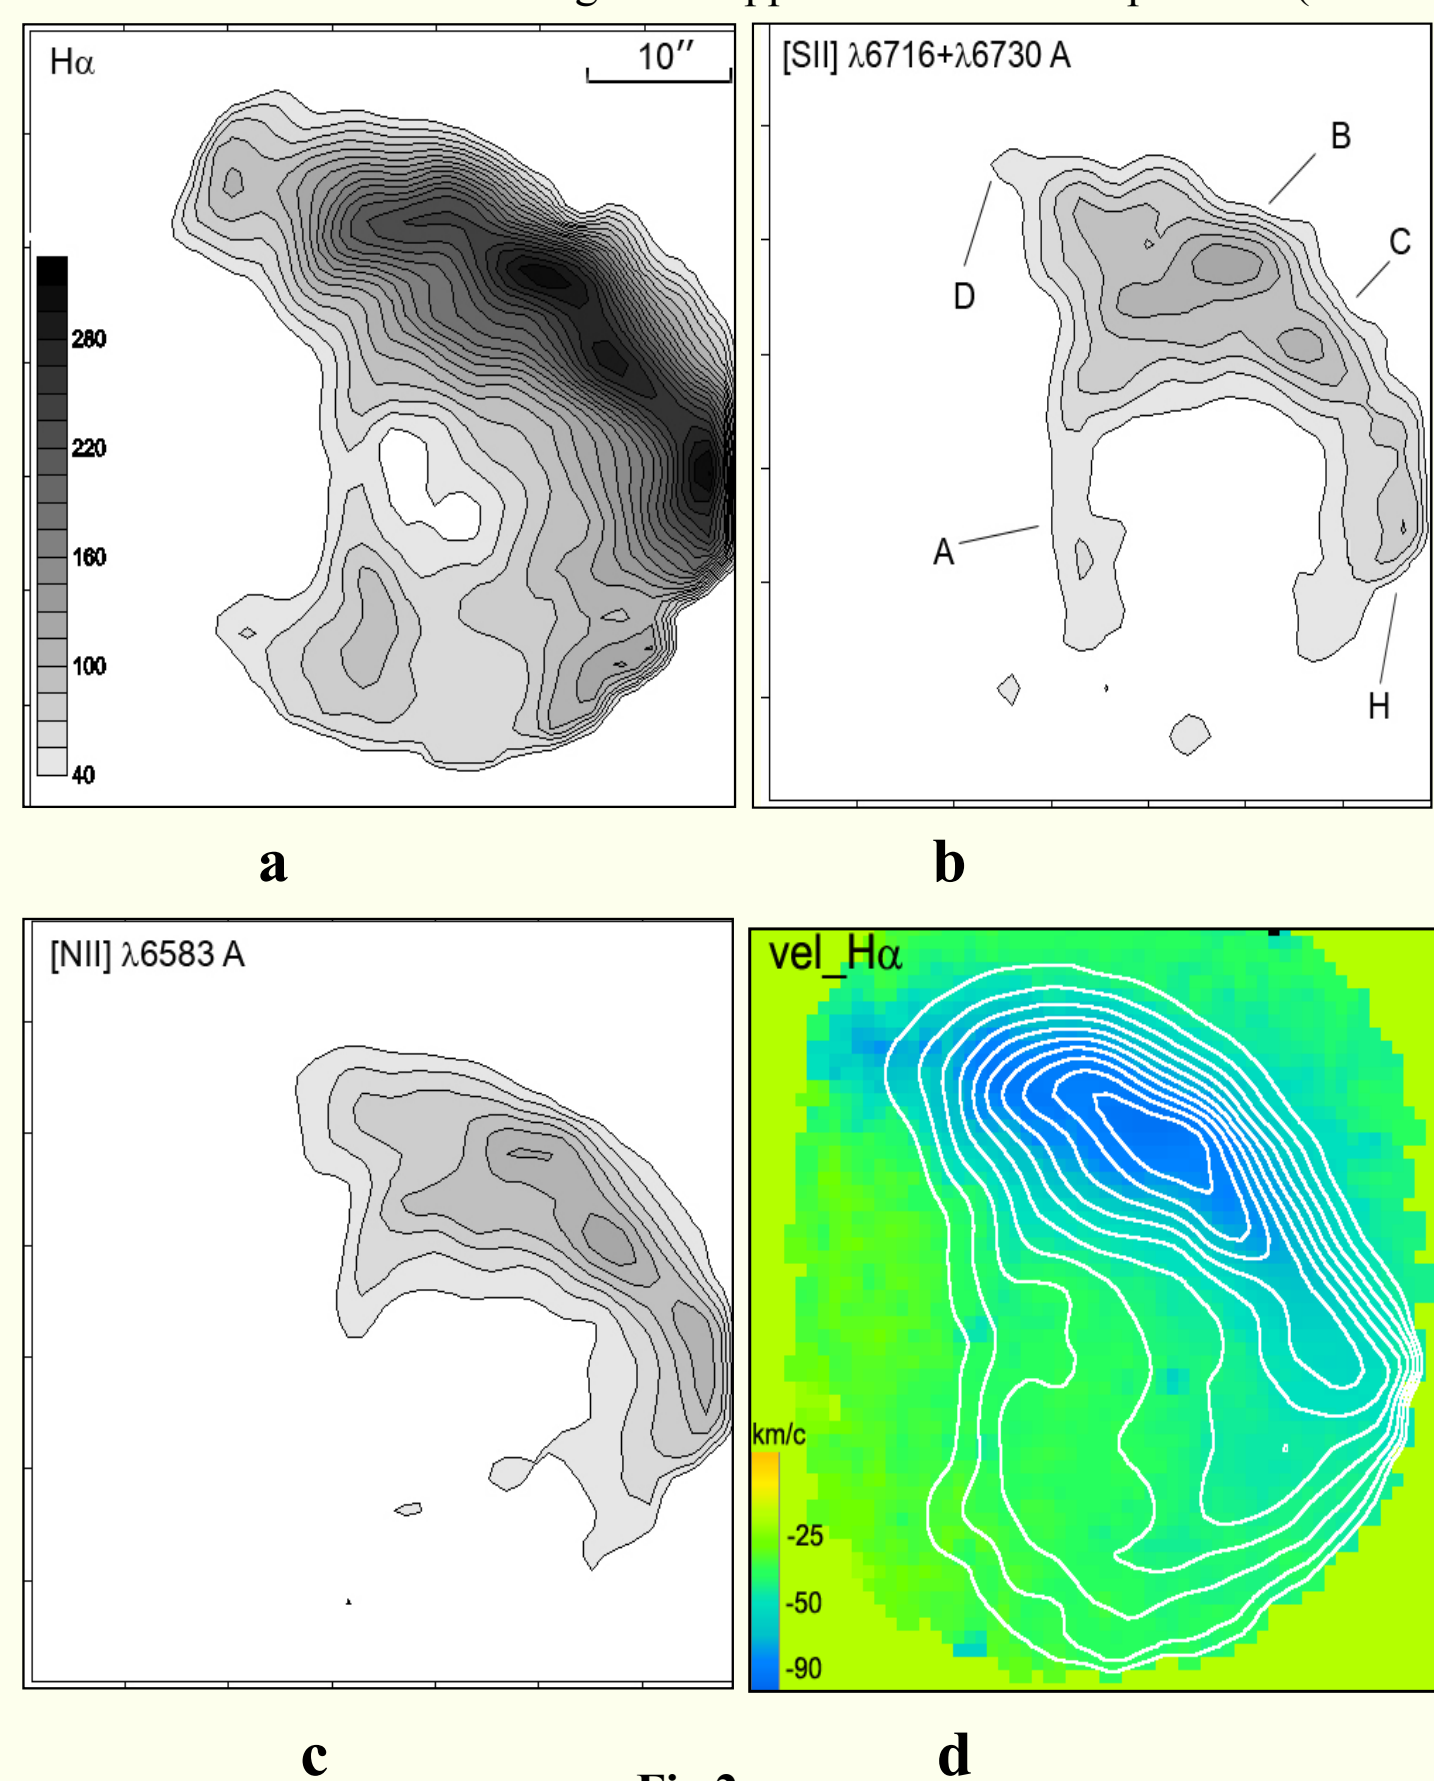 Hα
10″
280
220
160
100
40
a
[SII] λ6716+λ6730 A
B
C
D
A
H
b
[NII] λ6583 A
c
vel_Hα
km/c
-25
-50
-90
d